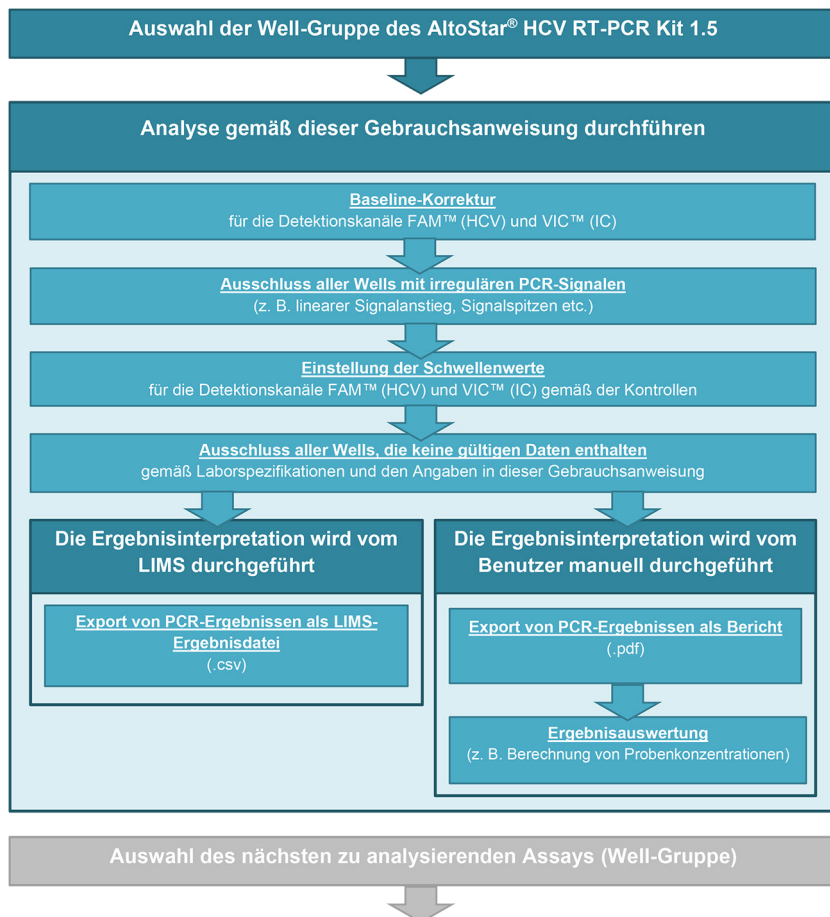 Auswahl der Well-Gruppe des AltoStar® HCV RT-PCR Kit 1.5
Analyse gemäß dieser Gebrauchsanweisung durchführen
Baseline-Korrektur
für die Detektionskanäle FAM™ (HCV) und VIC™ (IC)
Ausschluss aller Wells mit irregulären PCR-Signalen
(z. B. linearer Signalanstieg, Signalspitzen etc.)
Einstellung der Schwellenwerte
für die Detektionskanäle FAM™ (HCV) und VIC™ (IC) gemäß der Kontrollen
Ausschluss aller Wells, die keine gültigen Daten enthalten
gemäß Laborspezifikationen und den Angaben in dieser Gebrauchsanweisung
Die Ergebnisinterpretation wird vom
LIMS durchgeführt
Export von PCR-Ergebnissen als LIMS-
Ergebnisdatei
(.csv)
Die Ergebnisinterpretation wird vom
Benutzer manuell durchgeführt
Export von PCR-Ergebnissen als Bericht
(.pdf)
Ergebnisauswertung
(z. B. Berechnung von Probenkonzentrationen)
Auswahl des nächsten zu analysierenden Assays (Well-Gruppe)